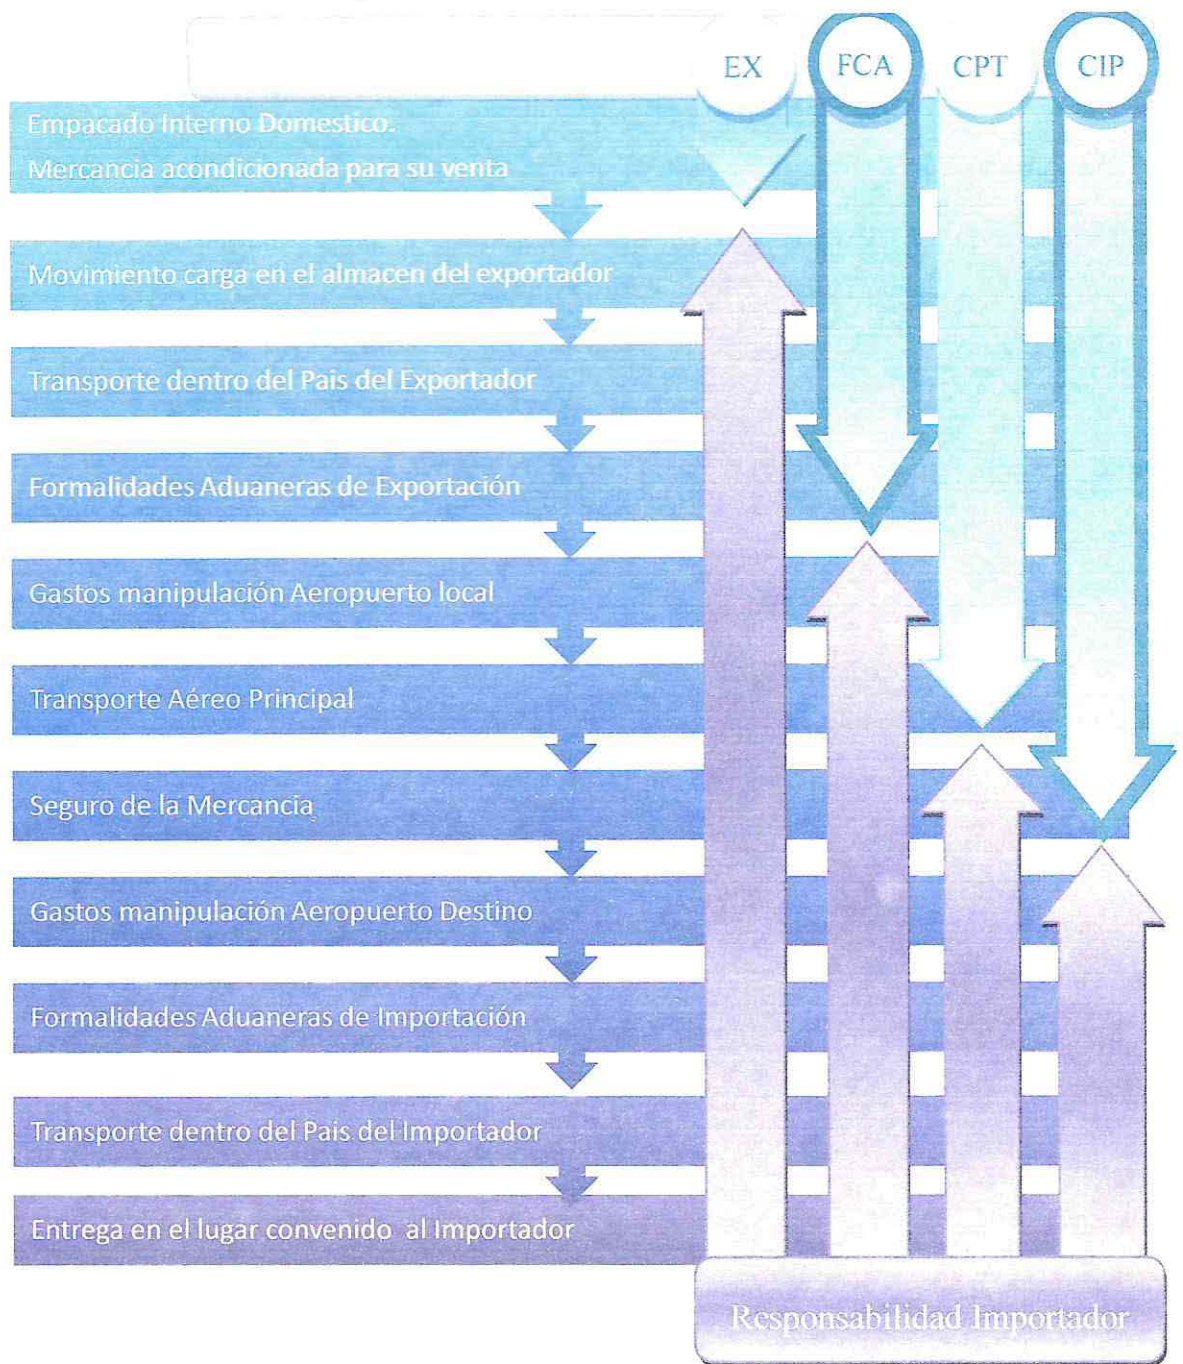 EX FCA CPT CIP
Empacado Interno Domestico.
Mercancia acondicionada para su venta
Movimiento carga en el almacen del exportador
Transporte dentro del Pais del Exportador
Formalidades Aduaneras de Exportación
Gastos manipulación Aeropuerto local
Transporte Aéreo Principal
Seguro de la Mercancia
Gastos manipulación Aeropuerto Destino
Formalidades Aduaneras de Importación
Transporte dentro del Pais del Importador
Entrega en el lugar convenido al Importador
Responsabilidad Importador